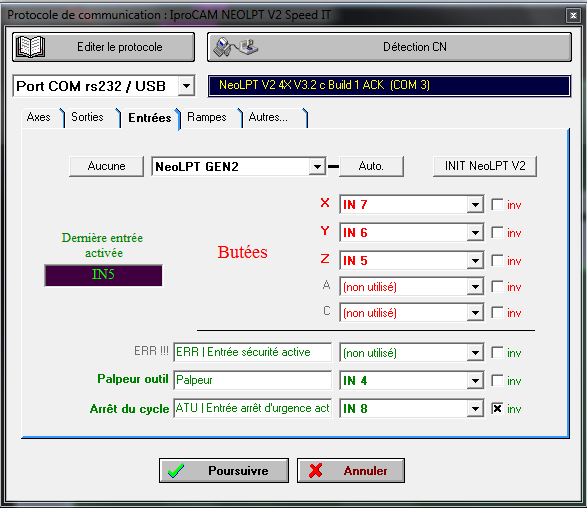 Protocole de communication : IproCAM NEOLPT V2 Speed IT
Editer le protocole
Détection CN
Port COM rs232 / USB
NeoLPT V2 4X V3.2 c Build 1 ACK (COM 3)
Axes Sorties Entrées Rampes Autres...
Aucune NeoLPT GEN2 Auto. INIT NeoLPT V2
X IN 7 inv
Dernière entrée
activée
IN5
Butées
Y IN 6 inv
Z IN 5 inv
A (non utilisé) inv
C (non utilisé) inv
ERR !!! ERR | Entrée sécurité active (non utilisé) inv
Palpeur outil Palpeur IN 4 inv
Arrêt du cycle ATU | Entrée arrêt d'urgence act IN 8 inv
Poursuivre Annuler